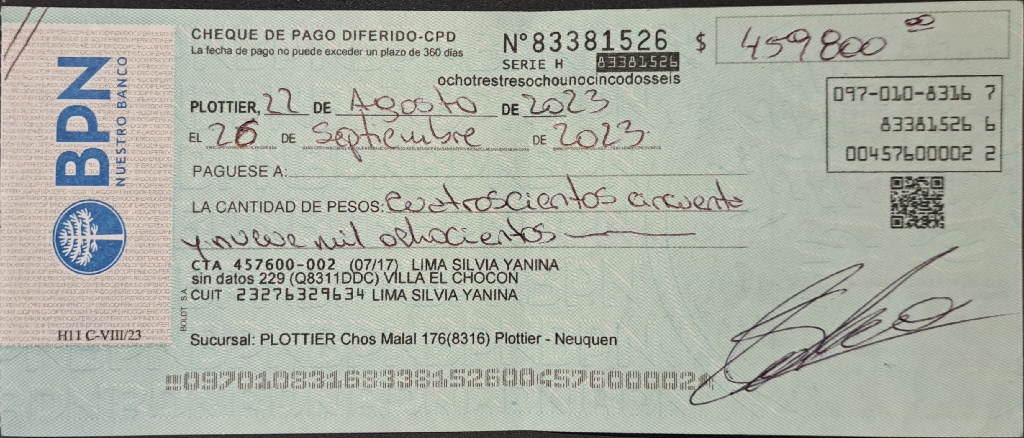 CHEQUE DE PAGO DIFERIDO-CPD
La fecha de pago no puede exceder un plazo de 360 días
Nº 83381526 $ 459800 00
SERIE H 83381526
ochotrestresochounocincodosseis
PLOTTIER, 22 DE Agosto DE 2023
EL 26 DE Septiembre DE 2023
PAGUESE A:
LA CANTIDAD DE PESOS: cuatroscientos cincuenta
y nueve mil ochocientos
CTA 457600-002 (07/17) LIMA SILVIA YANINA
sin datos 229 (Q8311DDC) VILLA EL CHOCON
CUIT 23276329634 LIMA SILVIA YANINA
Sucursal: PLOTTIER Chos Malal 176(8316) Plottier - Neuquen
097-010-8316 7
83381526 6
00457600002 2
BPN
NUESTRO BANCO
BOLDT S.A.
H11 C-VIII/23
0970108316833815260045760000024